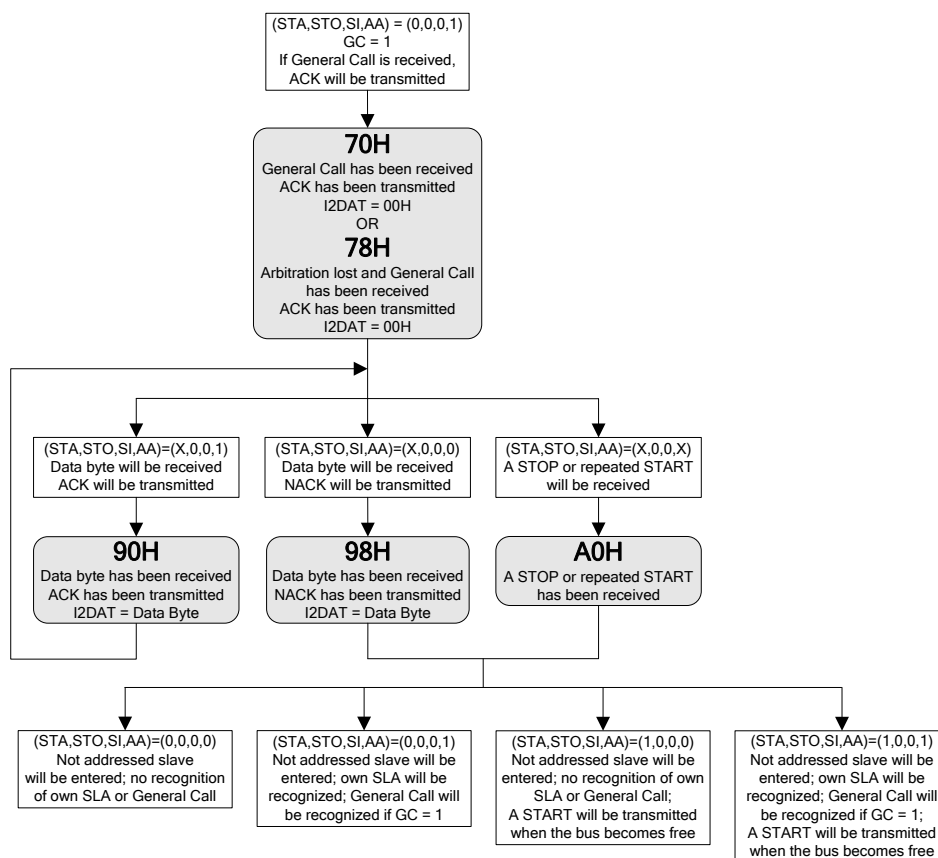 (STA,STO,SI,AA) = (0,0,0,1)
GC = 1
If General Call is received,
ACK will be transmitted
70H
General Call has been received
ACK has been transmitted
I2DAT = 00H
OR
78H
Arbitration lost and General Call
has been received
ACK has been transmitted
I2DAT = 00H
(STA,STO,SI,AA)=(X,0,0,1)
Data byte will be received
ACK will be transmitted
(STA,STO,SI,AA)=(X,0,0,0)
Data byte will be received
NACK will be transmitted
(STA,STO,SI,AA)=(X,0,0,X)
A STOP or repeated START
will be received
90H
Data byte has been received
ACK has been transmitted
I2DAT = Data Byte
98H
Data byte has been received
NACK has been transmitted
I2DAT = Data Byte
A0H
A STOP or repeated START
has been received
(STA,STO,SI,AA)=(0,0,0,0)
Not addressed slave
will be entered; no recognition
of own SLA or General Call
(STA,STO,SI,AA)=(0,0,0,1)
Not addressed slave will be
entered; own SLA will be
recognized; General Call will
be recognized if GC = 1
(STA,STO,SI,AA)=(1,0,0,0)
Not addressed slave will be
entered; no recognition of own
SLA or General Call;
A START will be transmitted
when the bus becomes free
(STA,STO,SI,AA)=(1,0,0,1)
Not addressed slave will be
entered; own SLA will be
recognized; General Call will
be recognized if GC = 1;
A START will be transmitted
when the bus becomes free